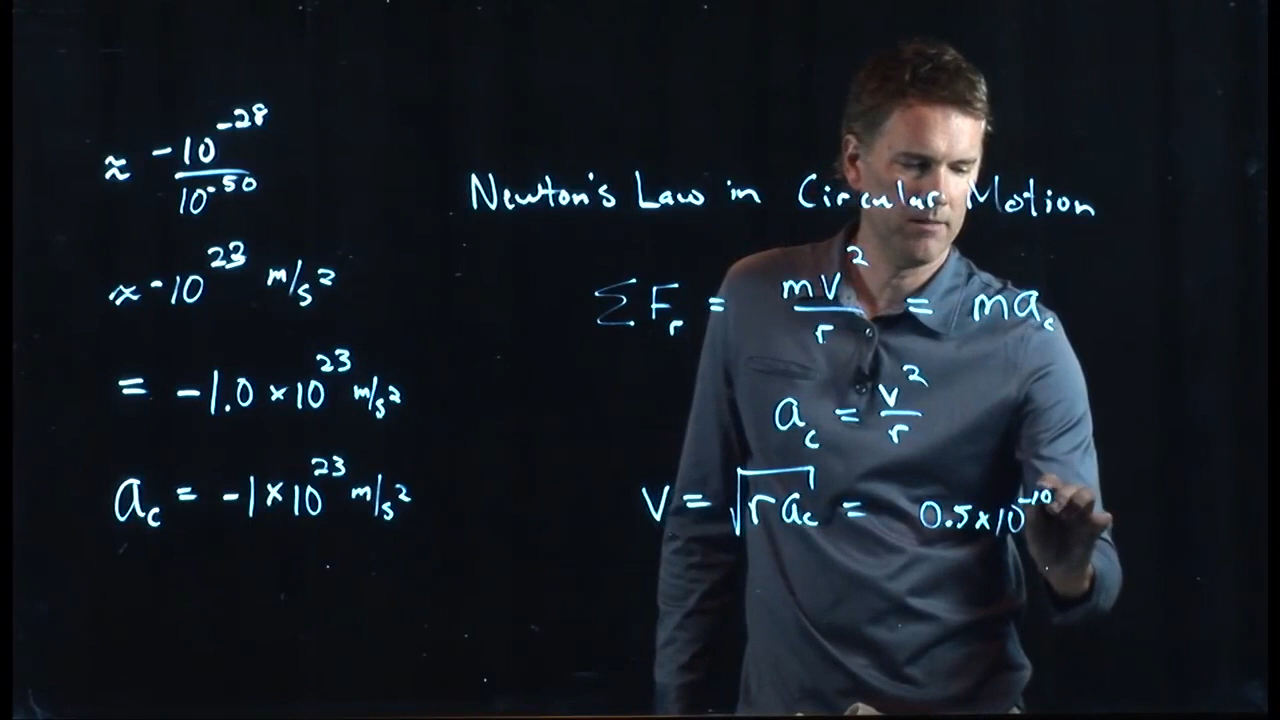 ≈ -10^-28 / 10^-50
≈ -10^23 m/s²
= -1.0 × 10^23 m/s²
a_c = -1 × 10^23 m/s²
Newton's Law in Circular Motion
ΣF_r = mv²/r = ma_c
a_c = v²/r
v = √(r a_c) = 0.5×10^-10